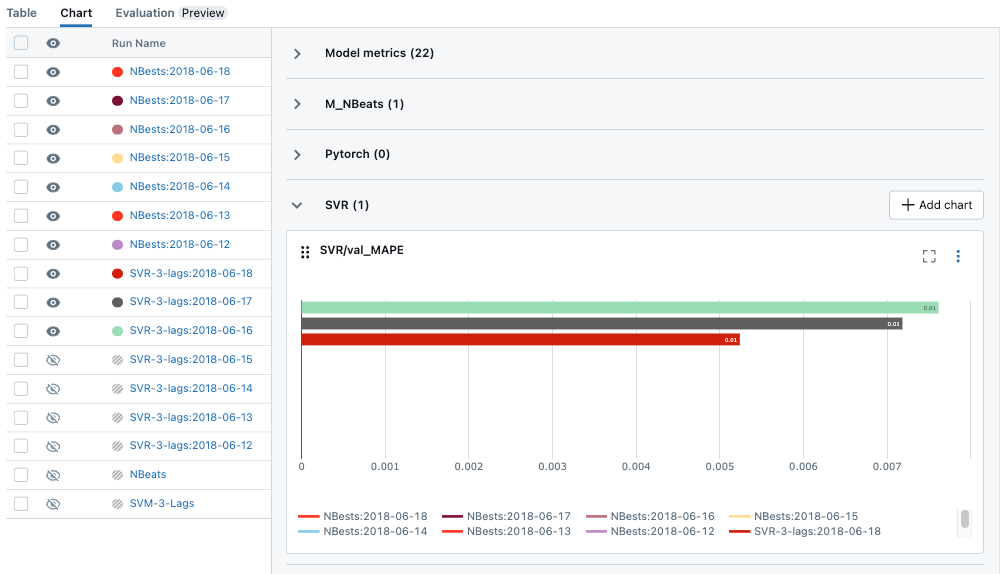 Table Chart Evaluation Preview
Run Name
NBests:2018-06-18
NBests:2018-06-17
NBests:2018-06-16
NBests:2018-06-15
NBests:2018-06-14
NBests:2018-06-13
NBests:2018-06-12
SVR-3-lags:2018-06-18
SVR-3-lags:2018-06-17
SVR-3-lags:2018-06-16
SVR-3-lags:2018-06-15
SVR-3-lags:2018-06-14
SVR-3-lags:2018-06-13
SVR-3-lags:2018-06-12
NBeats
SVM-3-Lags
Model metrics (22)
M_NBeats (1)
Pytorch (0)
SVR (1)
Add chart
SVR/val_MAPE
0.01
0.01
0.01
0 0.001 0.002 0.003 0.004 0.005 0.006 0.007
NBests:2018-06-18 NBests:2018-06-17 NBests:2018-06-16 NBests:2018-06-15
NBests:2018-06-14 NBests:2018-06-13 NBests:2018-06-12 SVR-3-lags:2018-06-18